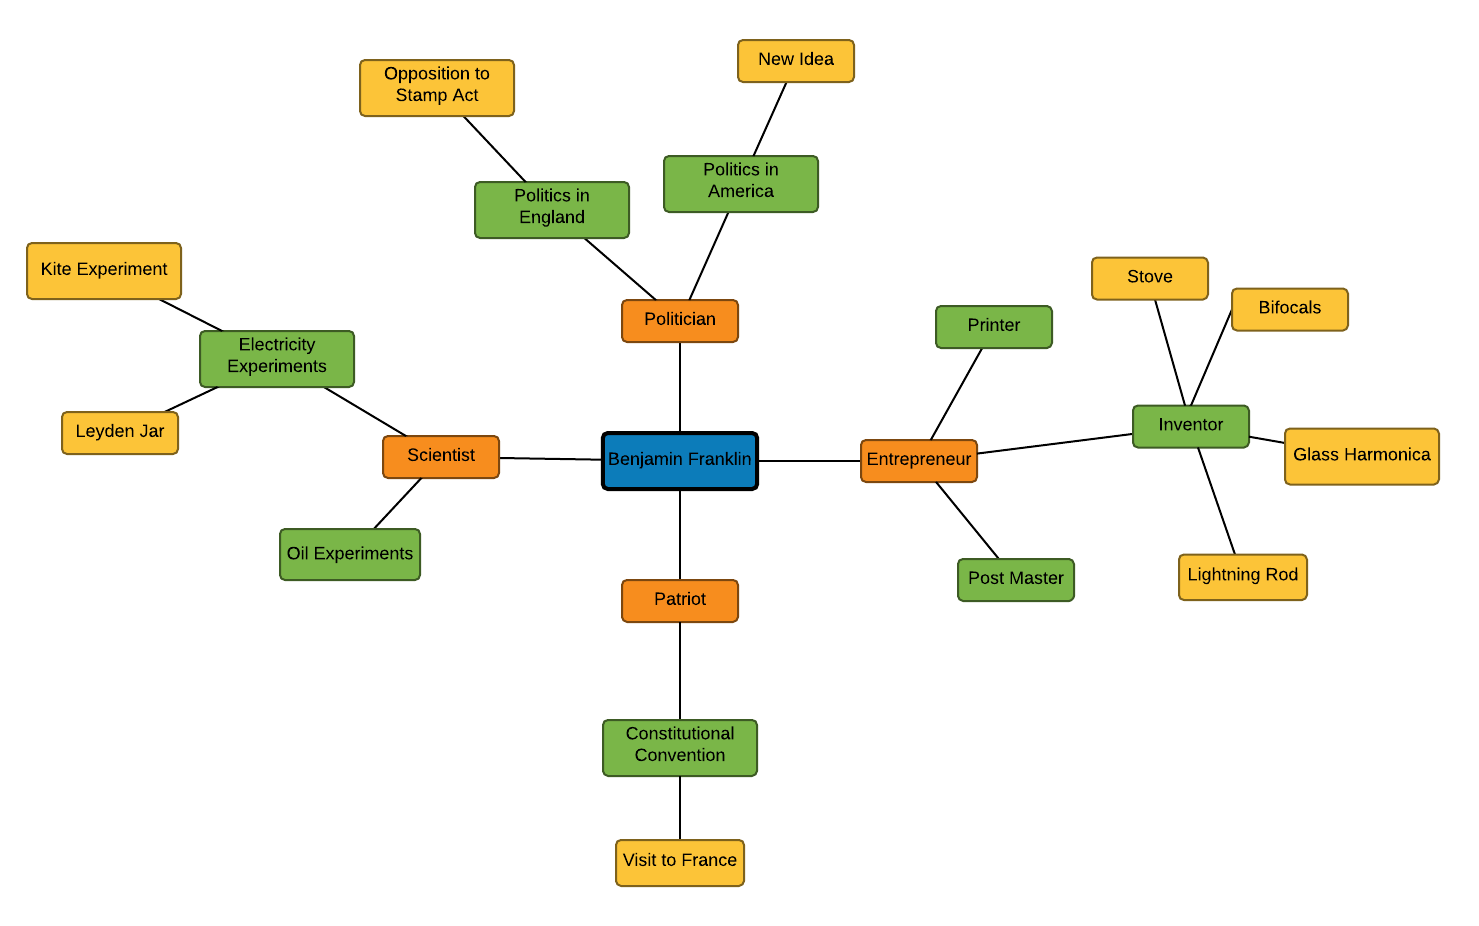 New Idea
Opposition to
Stamp Act
Politics in
America
Politics in
England
Kite Experiment
Stove
Bifocals
Politician
Printer
Electricity
Experiments
Leyden Jar
Inventor
Scientist
Benjamin Franklin
Entrepreneur
Glass Harmonica
Oil Experiments
Post Master
Lightning Rod
Patriot
Constitutional
Convention
Visit to France